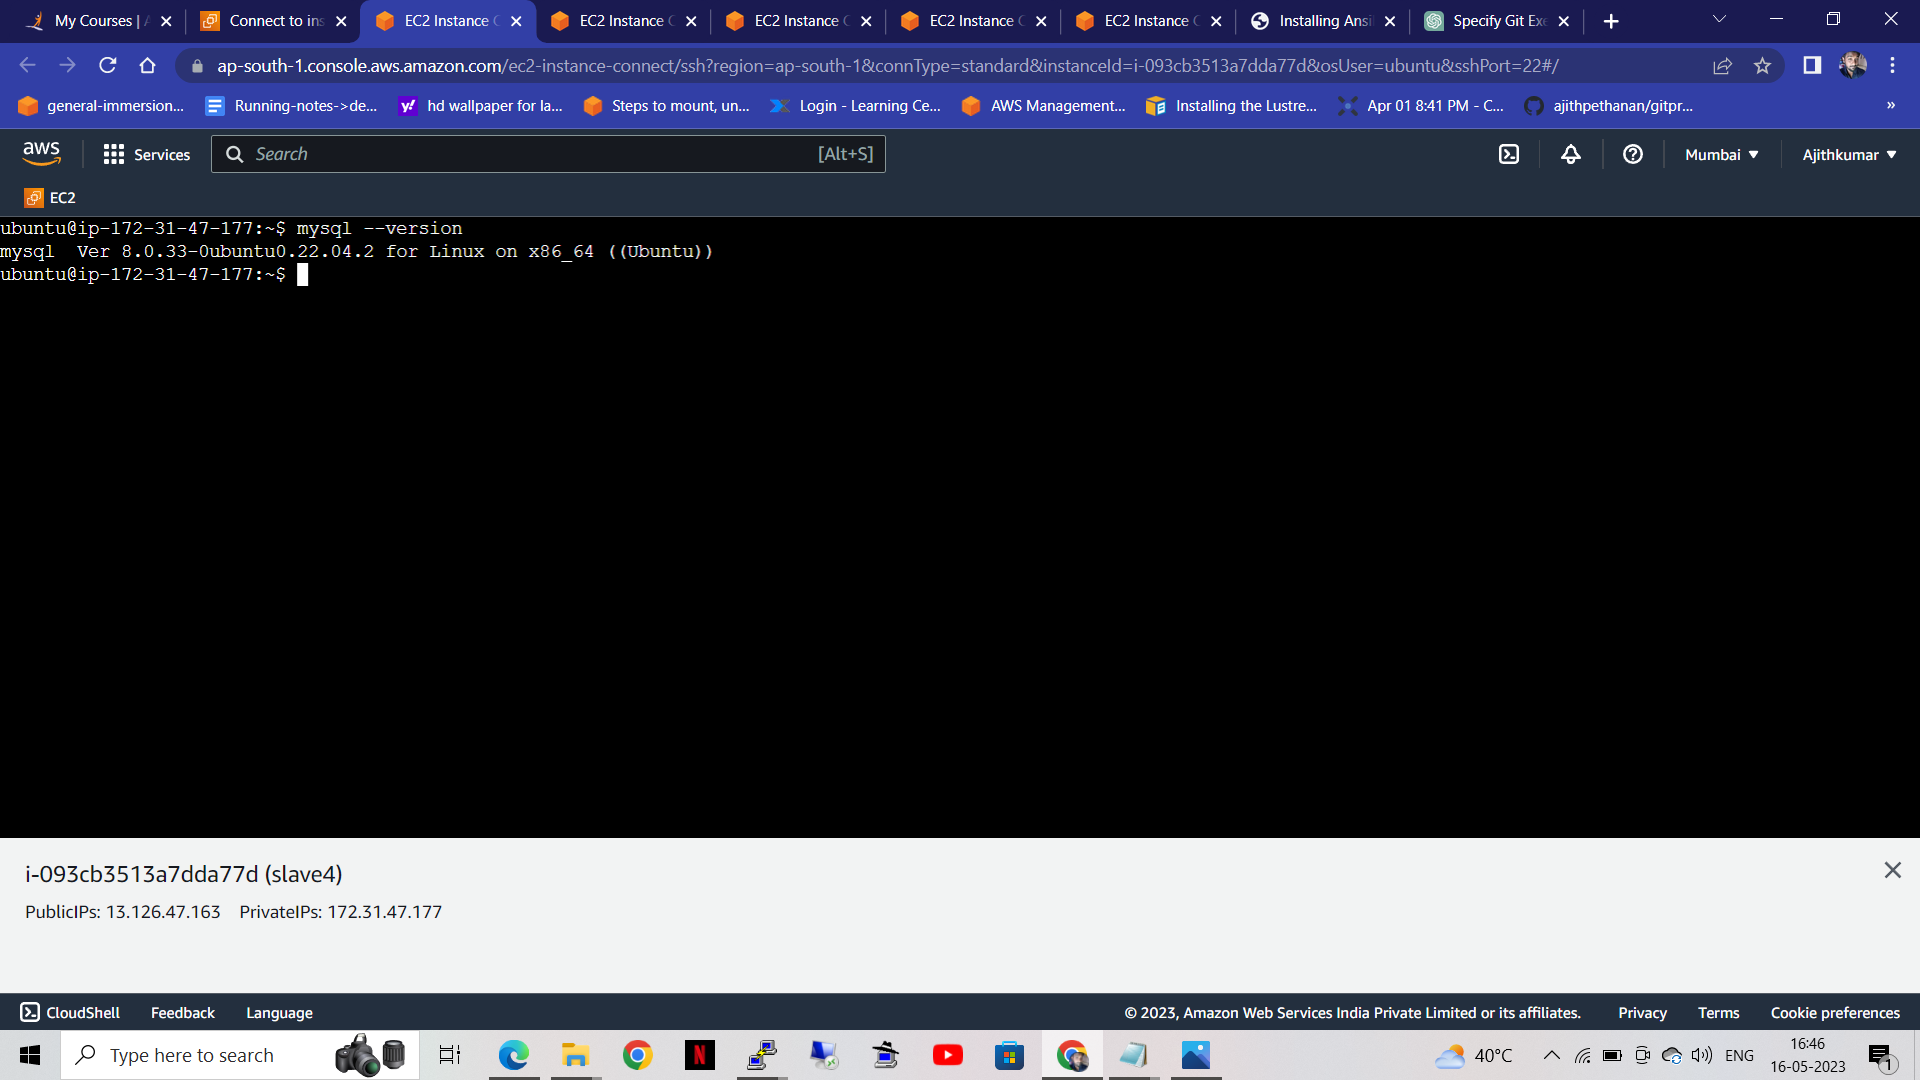 My Courses | A
Connect to ins
EC2 Instance C
EC2 Instance C
EC2 Instance C
EC2 Instance C
EC2 Instance C
Installing Ansi
Specify Git Exe
ap-south-1.console.aws.amazon.com/ec2-instance-connect/ssh?region=ap-south-1&connType=standard&instanceId=i-093cb3513a7dda77d&osUser=ubuntu&sshPort=22#/
general-immersion...
Running-notes->de...
hd wallpaper for la...
Steps to mount, un...
Login - Learning Ce...
AWS Management...
Installing the Lustre...
Apr 01 8:41 PM - C...
ajithpethanan/gitpr...
»
aws
Services
Search
[Alt+S]
Mumbai
Ajithkumar
EC2
ubuntu@ip-172-31-47-177:~$ mysql --version
mysql  Ver 8.0.33-0ubuntu0.22.04.2 for Linux on x86_64 ((Ubuntu))
ubuntu@ip-172-31-47-177:~$
i-093cb3513a7dda77d (slave4)
PublicIPs: 13.126.47.163 PrivateIPs: 172.31.47.177
CloudShell
Feedback
Language
© 2023, Amazon Web Services India Private Limited or its affiliates.
Privacy
Terms
Cookie preferences
Type here to search
40°C
ENG
16:46
16-05-2023
1